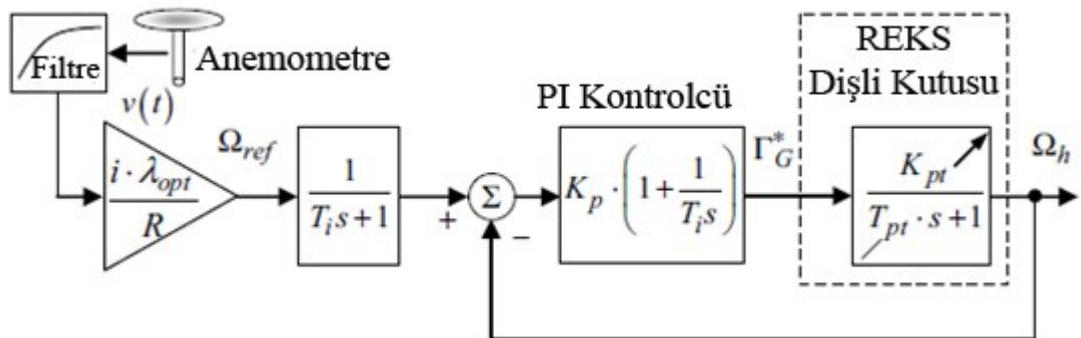 Filtre
Anemometre
v(t)
i · λ_opt / R
Ω_ref
1 / (T_i s + 1)
+
Σ
−
PI Kontrolcü
K_p · (1 + 1 / (T_i s))
Γ_G^*
REKS
Dişli Kutusu
K_pt / (T_pt · s + 1)
Ω_h